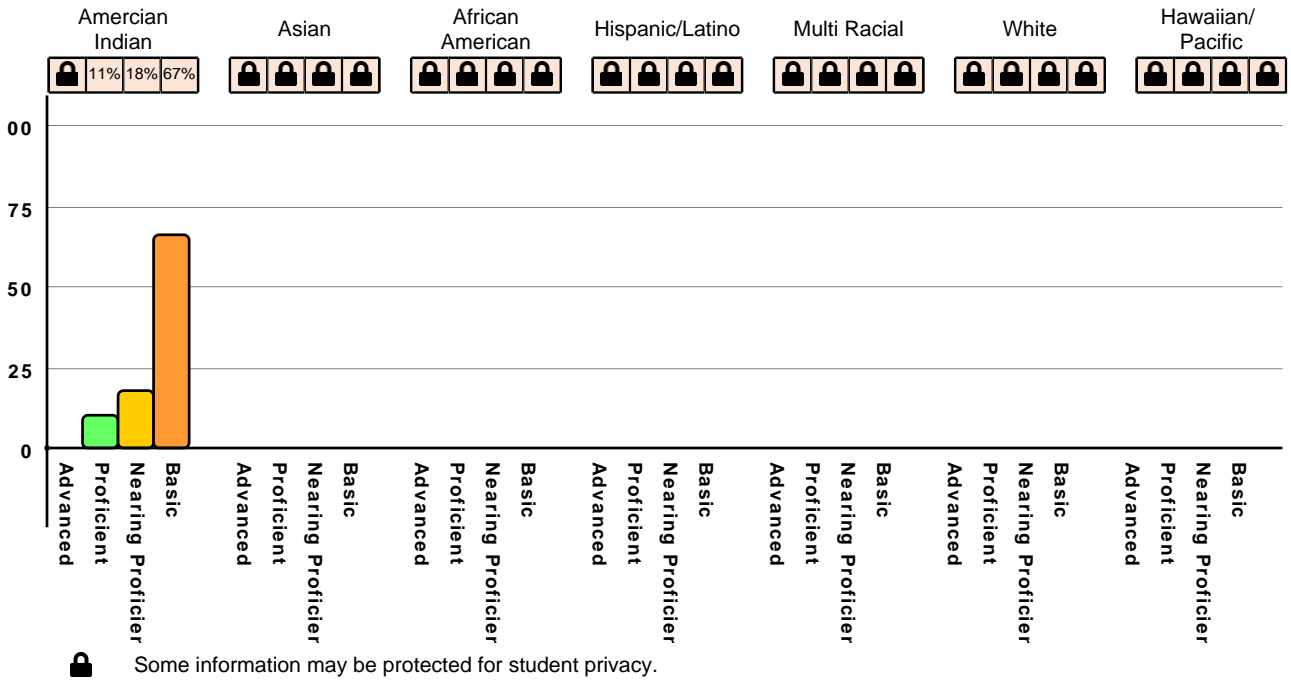 Amercian
Indian
Asian
African
American
Hispanic/Latino
Multi Racial
White
Hawaiian/
Pacific
11% 18% 67%
00
75
50
25
0
Advanced
Proficient
Nearing Proficier
Basic
Advanced
Proficient
Nearing Proficier
Basic
Advanced
Proficient
Nearing Proficier
Basic
Advanced
Proficient
Nearing Proficier
Basic
Advanced
Proficient
Nearing Proficier
Basic
Advanced
Proficient
Nearing Proficier
Basic
Advanced
Proficient
Nearing Proficier
Basic
Some information may be protected for student privacy.